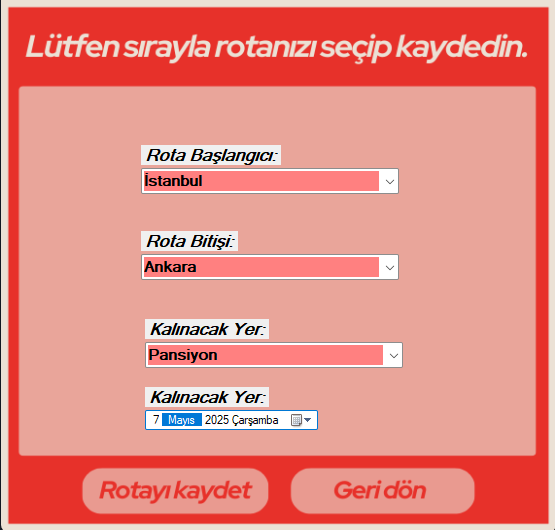 Lütfen sırayla rotanızı seçip kaydedin.
Rota Başlangıcı:
İstanbul
Rota Bitişi:
Ankara
Kalınacak Yer:
Pansiyon
Kalınacak Yer:
7 Mayıs 2025 Çarşamba
Rotayı kaydet Geri dön